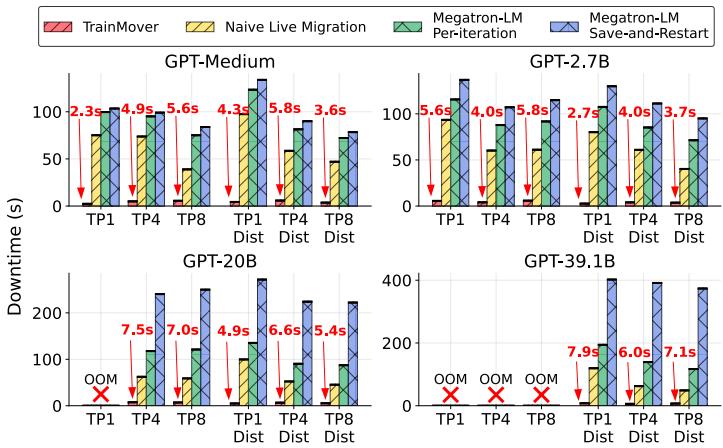 TrainMover
Naive Live Migration
Megatron-LM
Per-iteration
Megatron-LM
Save-and-Restart
Downtime (s)
GPT-Medium
100
50
0
2.3s
4.9s
5.6s
4.3s
5.8s
3.6s
TP1
TP4
TP8
TP1
Dist
TP4
Dist
TP8
Dist
GPT-2.7B
100
50
0
5.6s
4.0s
5.8s
2.7s
4.0s
3.7s
TP1
TP4
TP8
TP1
Dist
TP4
Dist
TP8
Dist
GPT-20B
200
100
0
OOM
7.5s
7.0s
4.9s
6.6s
5.4s
TP1
TP4
TP8
TP1
Dist
TP4
Dist
TP8
Dist
GPT-39.1B
400
200
0
OOM
OOM
OOM
7.9s
6.0s
7.1s
TP1
TP4
TP8
TP1
Dist
TP4
Dist
TP8
Dist